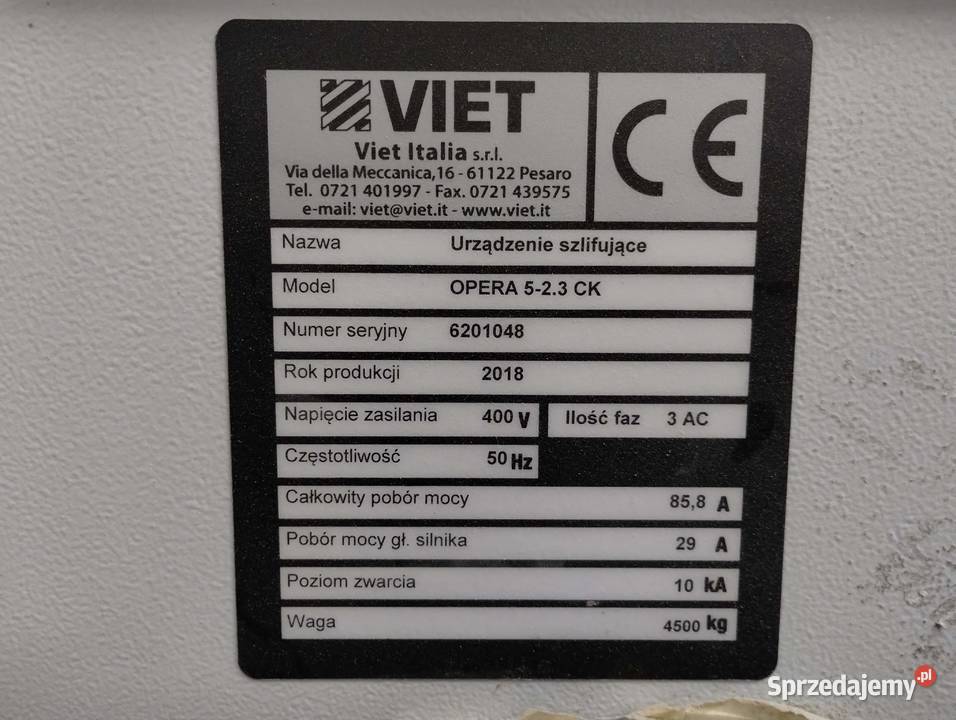 VIET
Viet Italia s.r.l.
Via della Meccanica,16 - 61122 Pesaro
Tel. 0721 401997 - Fax. 0721 439575
e-mail: viet@viet.it - www.viet.it
CE
Nazwa Urządzenie szlifujące
Model OPERA 5-2.3 CK
Numer seryjny 6201048
Rok produkcji 2018
Napięcie zasilania 400 V Ilość faz 3 AC
Częstotliwość 50 Hz
Całkowity pobór mocy 85,8 A
Pobór mocy gł. silnika 29 A
Poziom zwarcia 10 kA
Waga 4500 kg
Sprzedajemy.pl